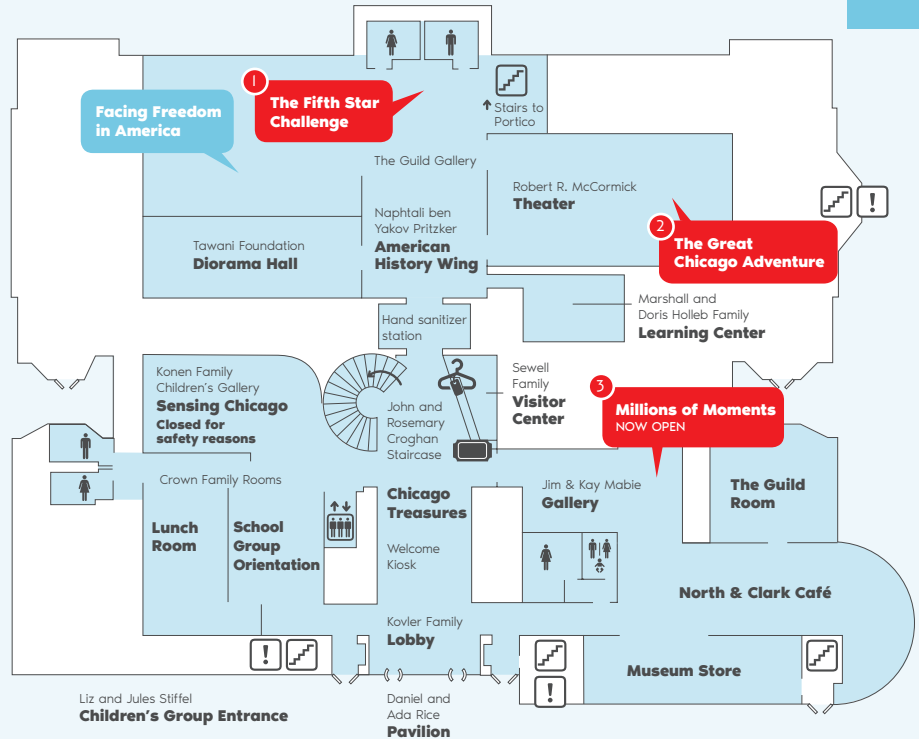 1
The Fifth Star
Challenge
Facing Freedom
in America
Stairs to
Portico
The Guild Gallery
Robert R. McCormick
Theater
2
The Great
Chicago Adventure
Naphtali ben
Yakov Pritzker
American
History Wing
Tawani Foundation
Diorama Hall
Marshall and
Doris Holleb Family
Learning Center
Hand sanitizer
station
Konen Family
Children's Gallery
Sensing Chicago
Closed for
safety reasons
John and
Rosemary
Croghan
Staircase
Sewell
Family
Visitor
Center
3
Millions of Moments
NOW OPEN
Crown Family Rooms
Lunch
Room
School
Group
Orientation
Chicago
Treasures
Welcome
Kiosk
Jim & Kay Mabie
Gallery
The Guild
Room
North & Clark Café
Kovler Family
Lobby
!
!
!
Museum Store
Liz and Jules Stiffel
Children's Group Entrance
Daniel and
Ada Rice
Pavilion